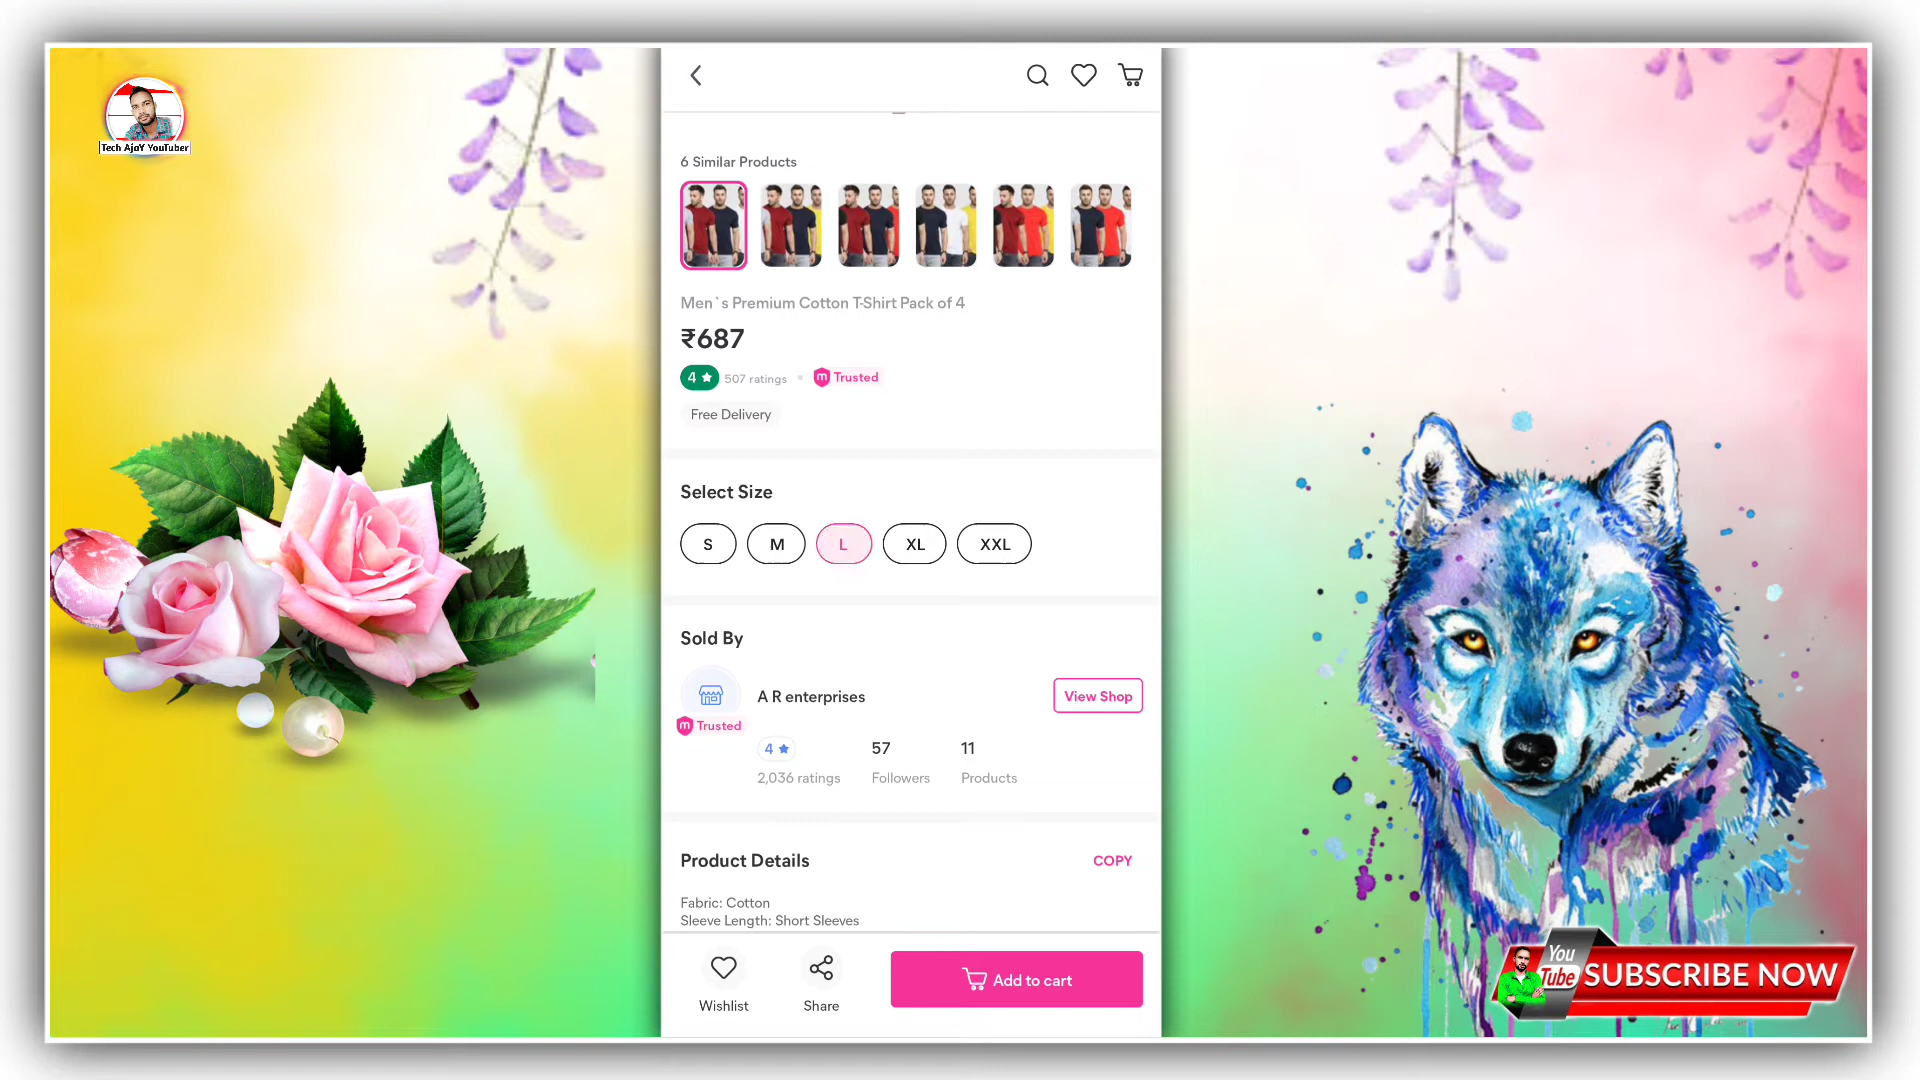 Tech AjaY YouTuber
6 Similar Products
Men`s Premium Cotton T-Shirt Pack of 4
₹687
4 ★ 507 ratings • m Trusted
Free Delivery
Select Size
S M L XL XXL
Sold By
A R enterprises View Shop
m Trusted
4 ★ 57 11
2,036 ratings Followers Products
Product Details COPY
Fabric: Cotton
Sleeve Length: Short Sleeves
Add to cart
Wishlist Share
You
Tube SUBSCRIBE NOW